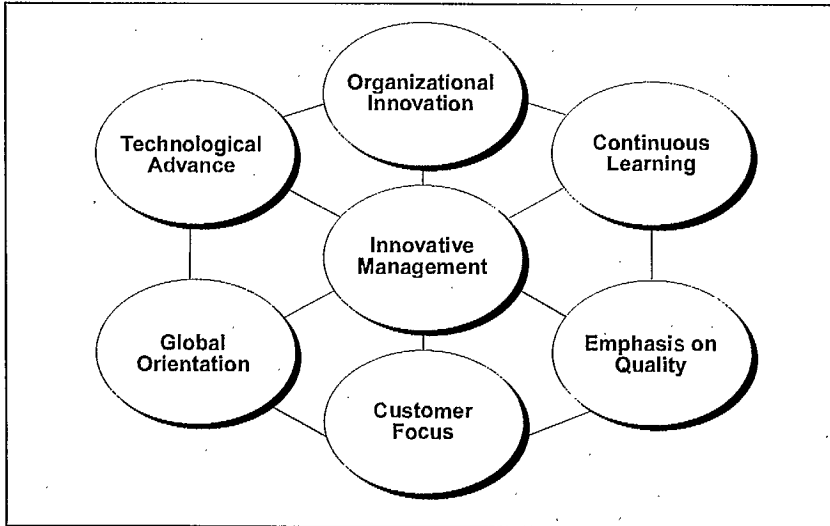 Organizational
Innovation
Technological
Advance
Continuous
Learning
Innovative
Management
Global
Orientation
Emphasis on
Quality
Customer
Focus